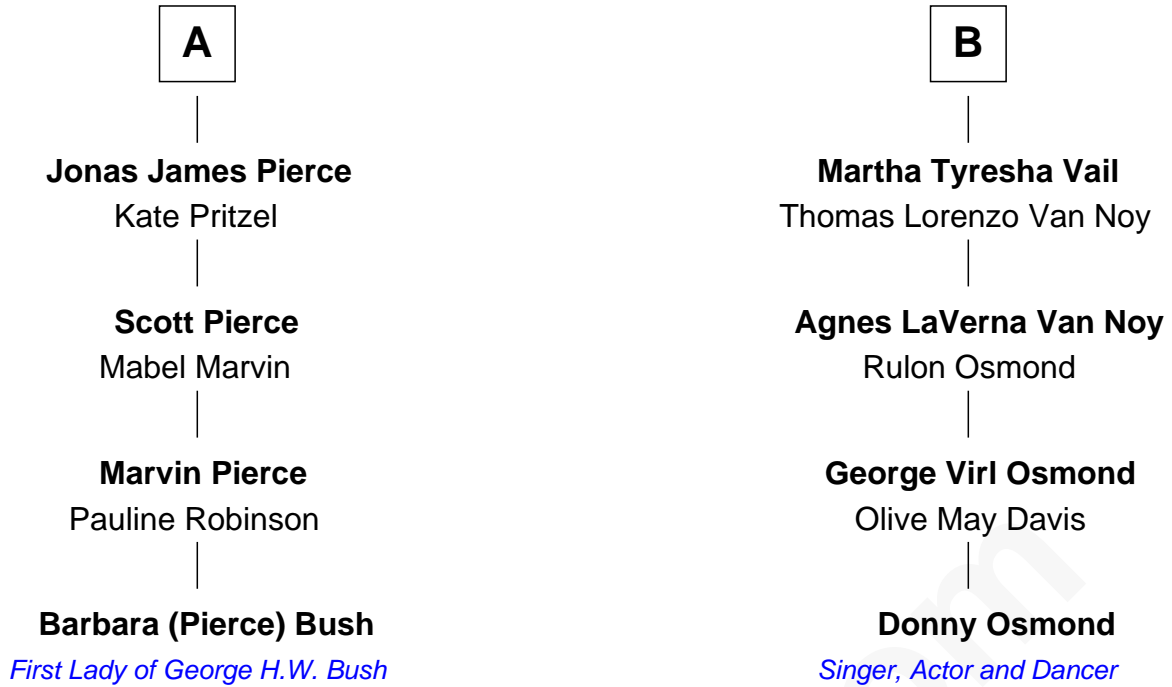 A
Jonas James Pierce
Kate Pritzel
Scott Pierce
Mabel Marvin
Marvin Pierce
Pauline Robinson
Barbara (Pierce) Bush
First Lady of George H.W. Bush
B
Martha Tyresha Vail
Thomas Lorenzo Van Noy
Agnes LaVerna Van Noy
Rulon Osmond
George Virl Osmond
Olive May Davis
Donny Osmond
Singer, Actor and Dancer